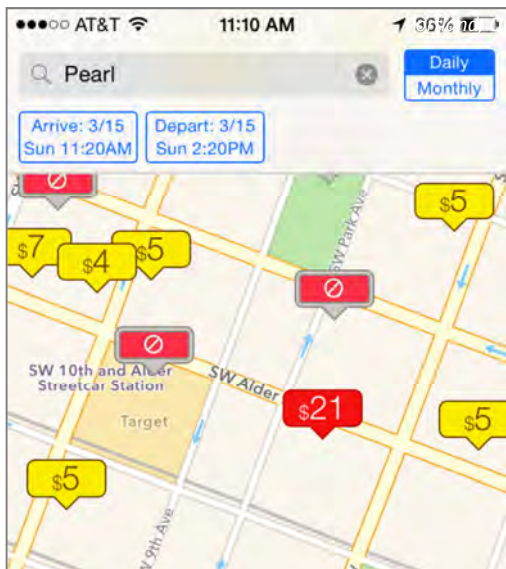 AT&T 11:10 AM 36%
Pearl
Daily
Monthly
Arrive: 3/15
Sun 11:20AM
Depart: 3/15
Sun 2:20PM
$5
SW Park Ave
$7
$4
$5
SW 10th and Alder
Streetcar Station
SW Alder
Target
$21
$5
$5
W 9th Ave